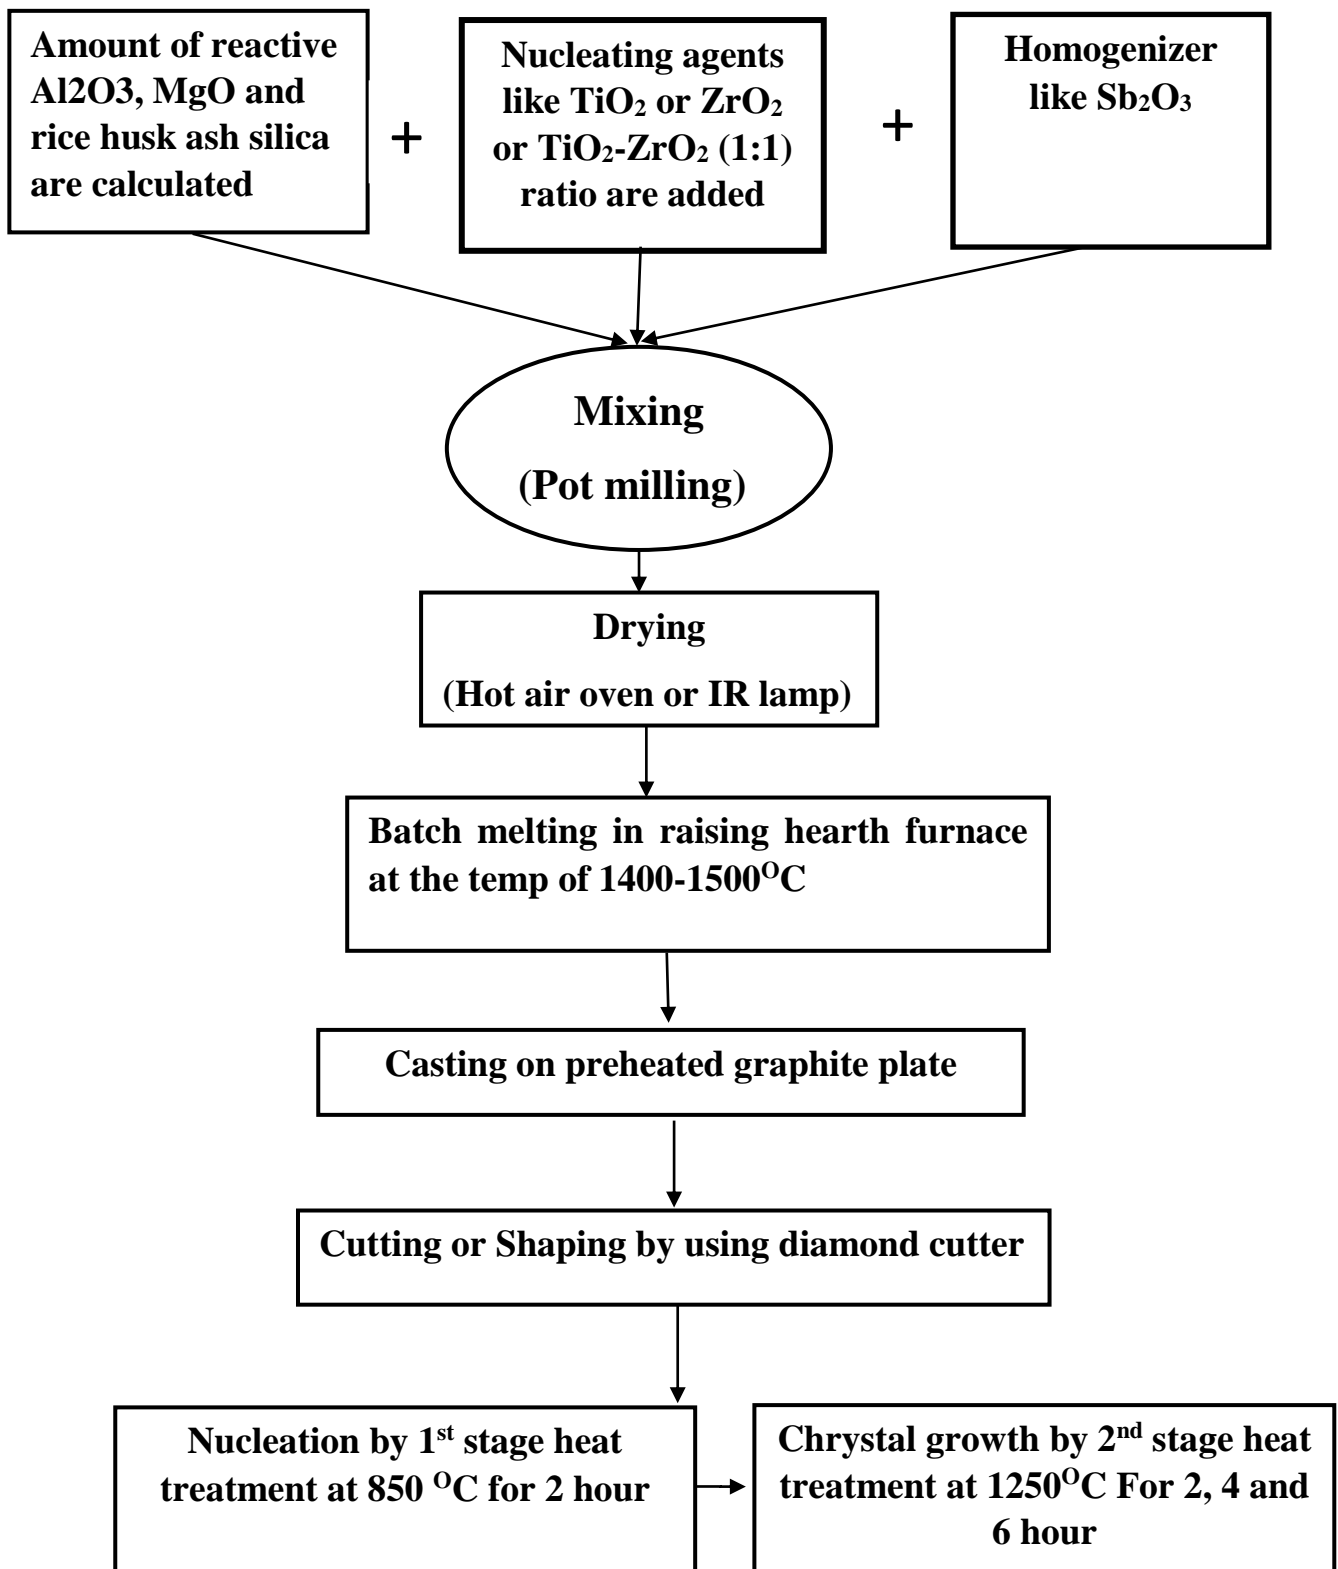 Amount of reactive
Al2O3, MgO and
rice husk ash silica
are calculated
+
Nucleating agents
like TiO₂ or ZrO₂
or TiO₂-ZrO₂ (1:1)
ratio are added
+
Homogenizer
like Sb₂O₃
Mixing
(Pot milling)
Drying
(Hot air oven or IR lamp)
Batch melting in raising hearth furnace
at the temp of 1400-1500ᴼC
Casting on preheated graphite plate
Cutting or Shaping by using diamond cutter
Nucleation by 1ˢᵗ stage heat
treatment at 850 ᴼC for 2 hour
Chrystal growth by 2ⁿᵈ stage heat
treatment at 1250ᴼC For 2, 4 and
6 hour